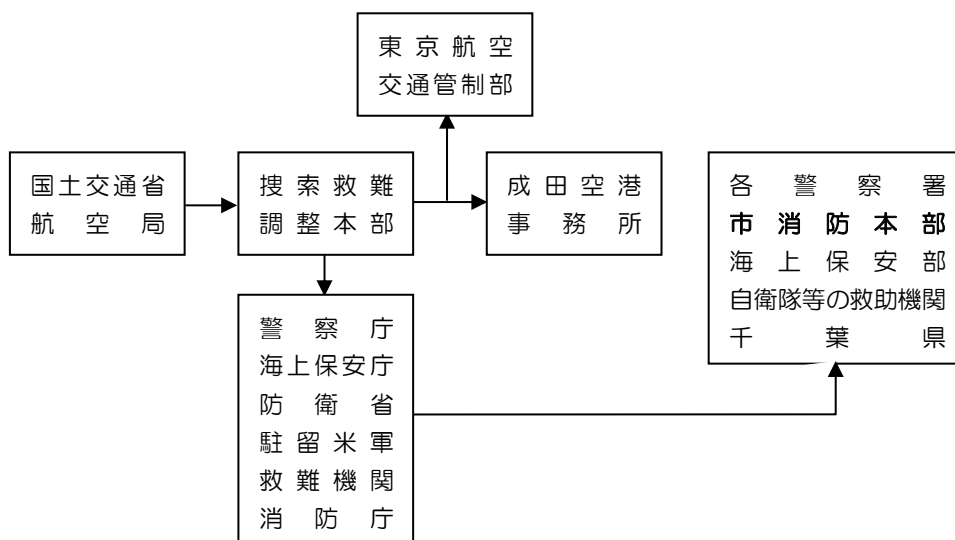 東京航空
交通管制部
国土交通省
航空局
捜索救難
調整本部
成田空港
事務所
各警察署
市消防本部
海上保安部
自衛隊等の救助機関
千葉県
警察庁
海上保安庁
防衛省
駐留米軍
救難機関
消防庁